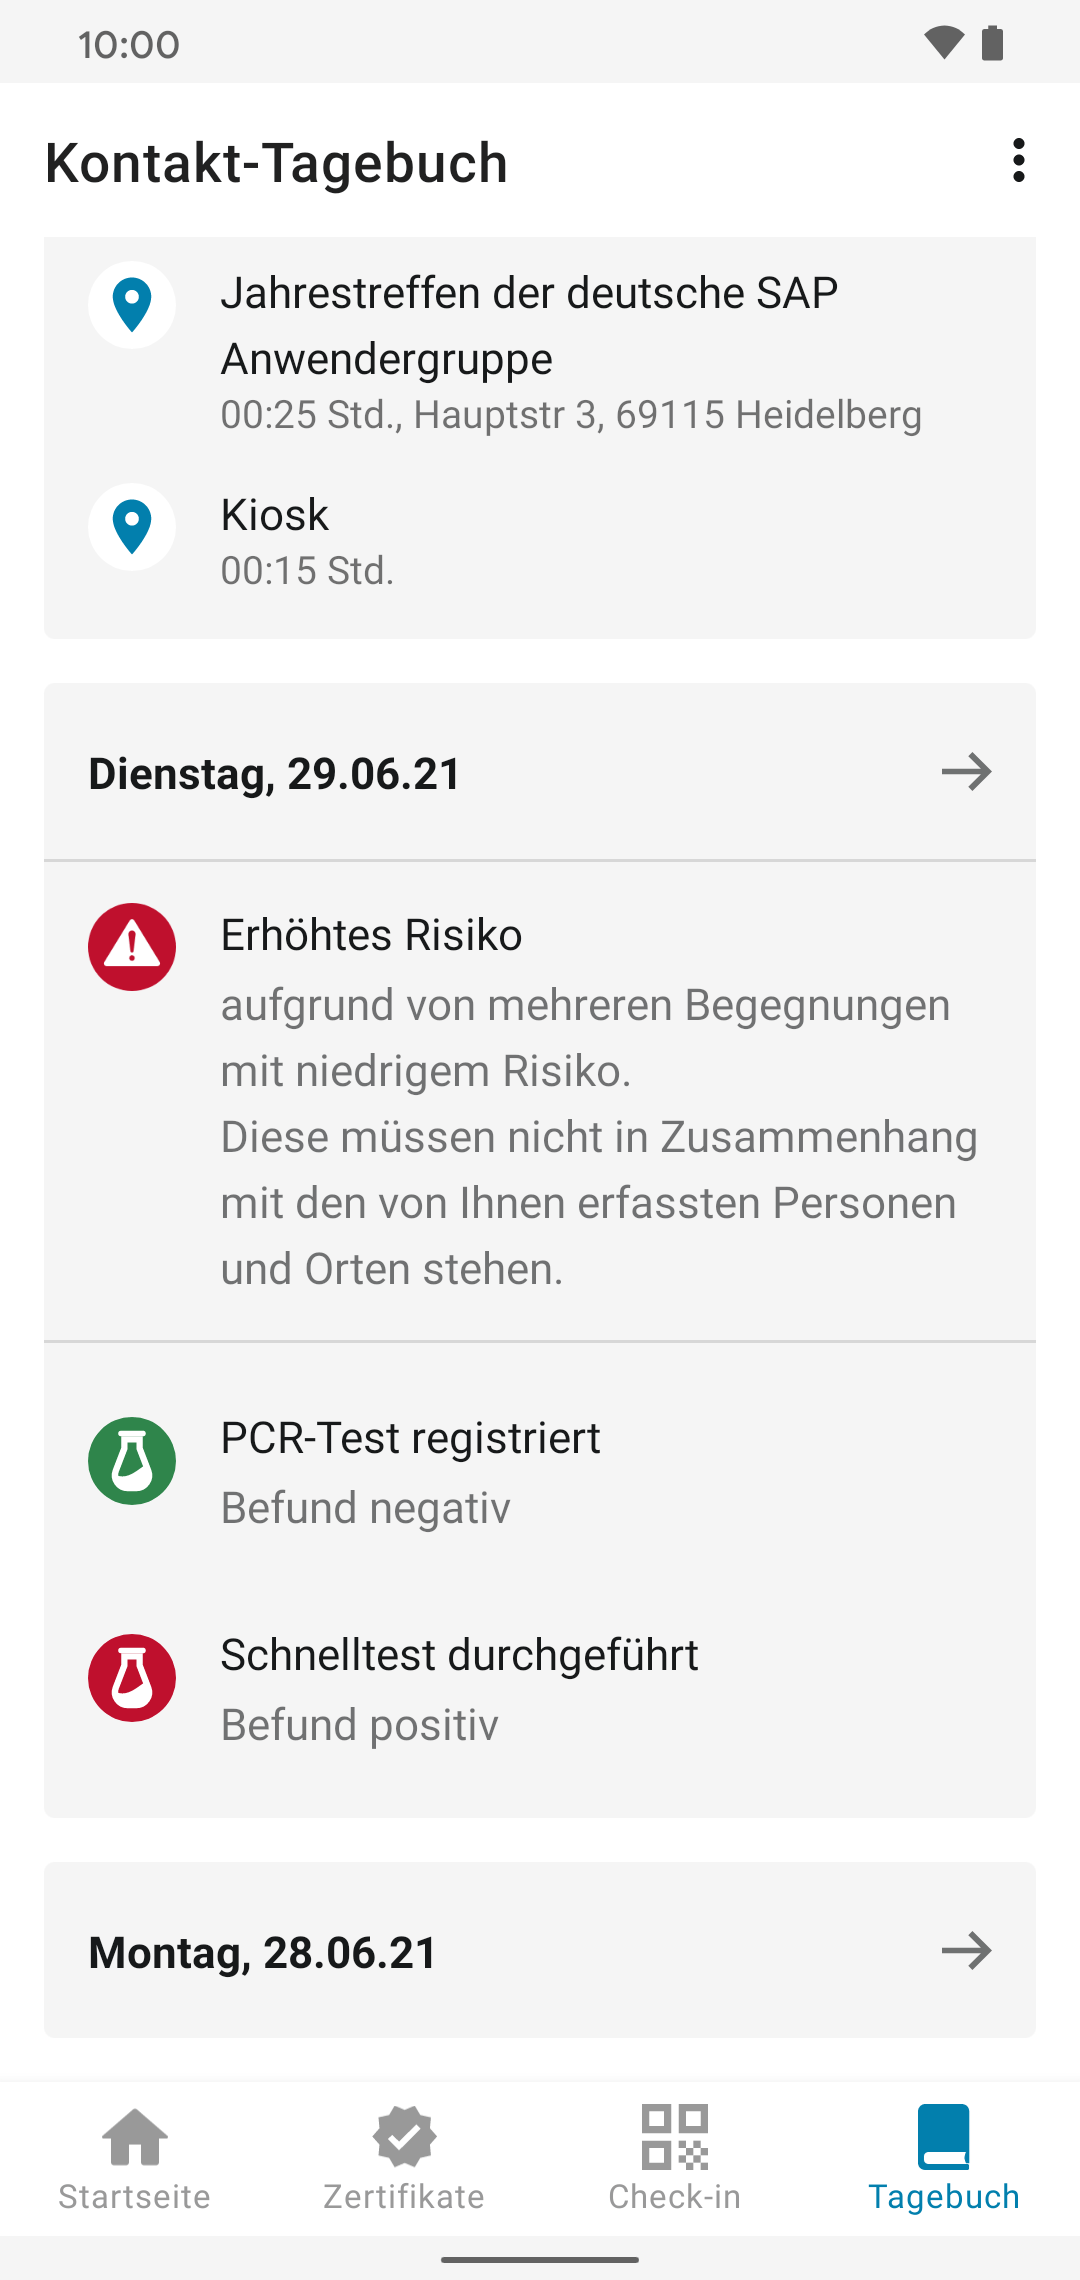 10:00
Kontakt-Tagebuch
Jahrestreffen der deutsche SAP
Anwendergruppe
00:25 Std., Hauptstr 3, 69115 Heidelberg
Kiosk
00:15 Std.
Dienstag, 29.06.21
Erhöhtes Risiko
aufgrund von mehreren Begegnungen
mit niedrigem Risiko.
Diese müssen nicht in Zusammenhang
mit den von Ihnen erfassten Personen
und Orten stehen.
PCR-Test registriert
Befund negativ
Schnelltest durchgeführt
Befund positiv
Montag, 28.06.21
Startseite Zertifikate Check-in Tagebuch